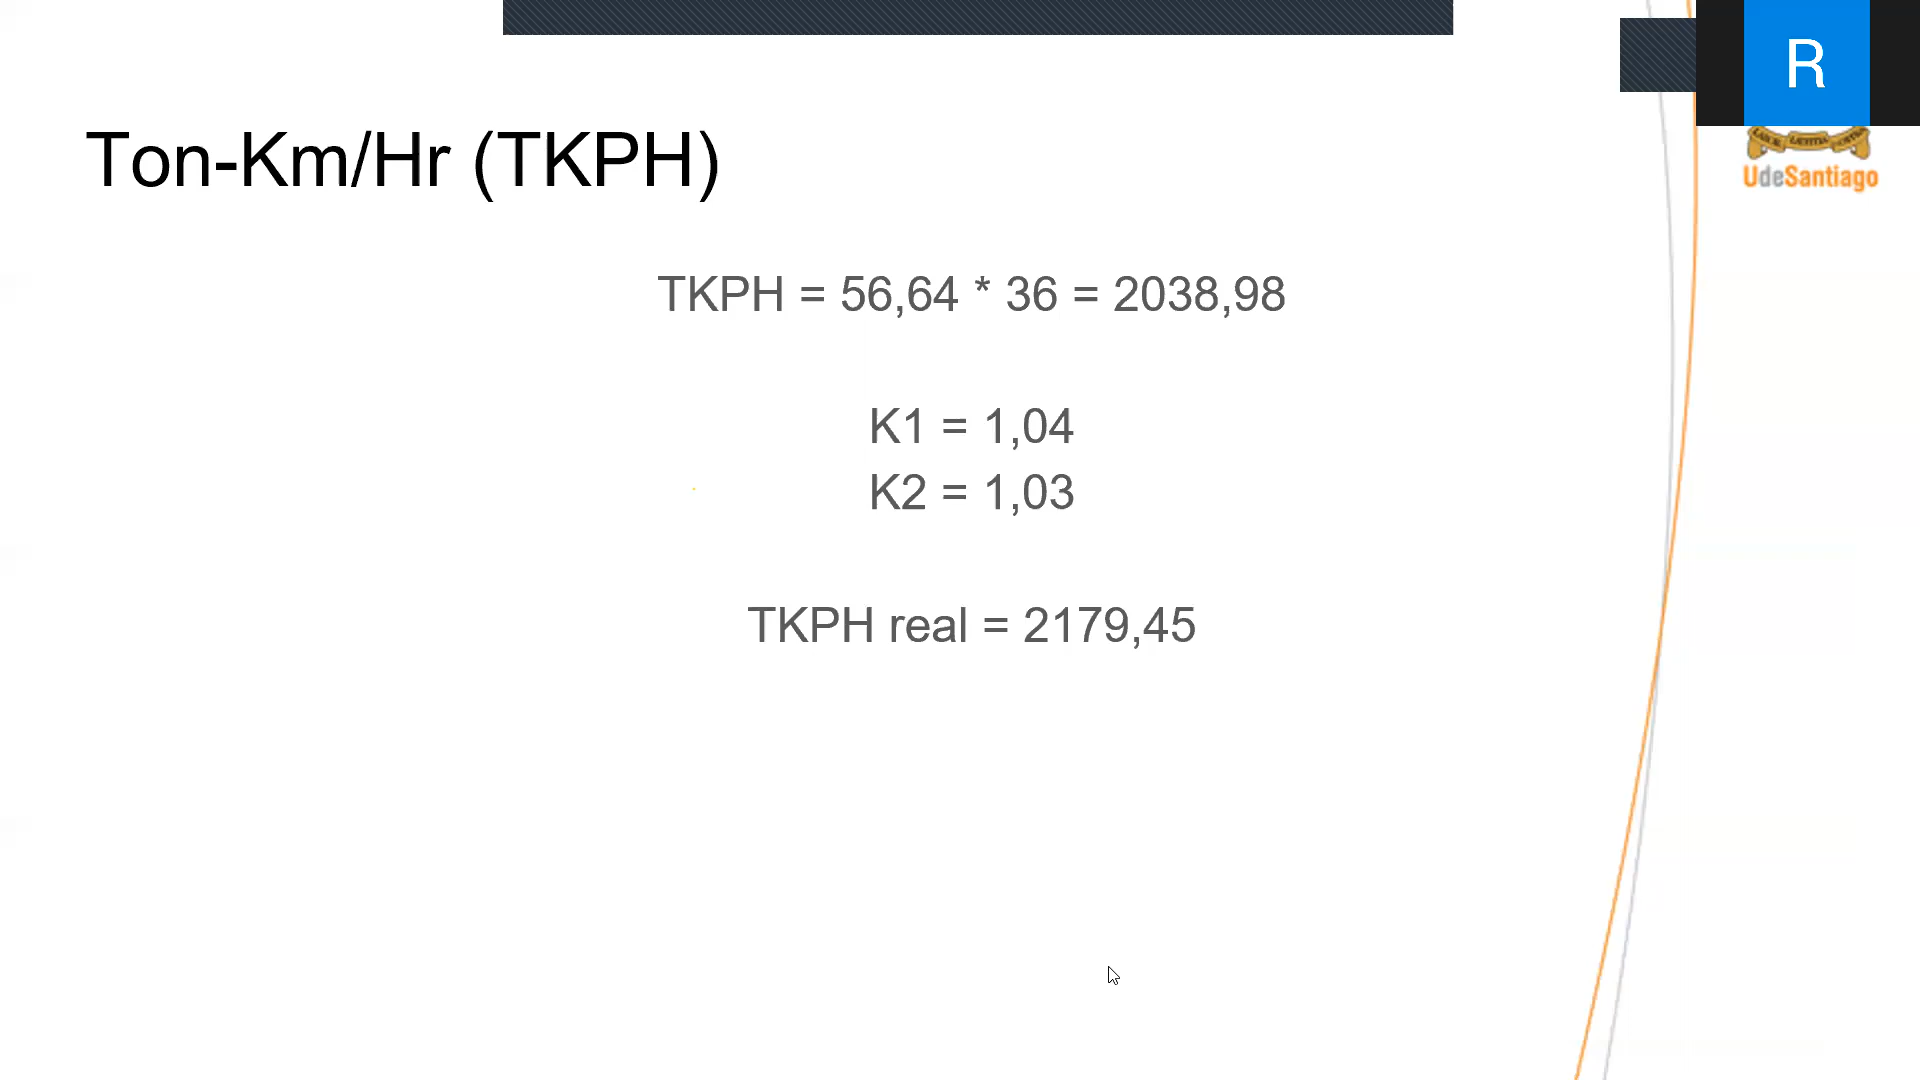 R
UdeSantiago
Ton-Km/Hr (TKPH)
TKPH = 56,64 * 36 = 2038,98
K1 = 1,04
K2 = 1,03
TKPH real = 2179,45